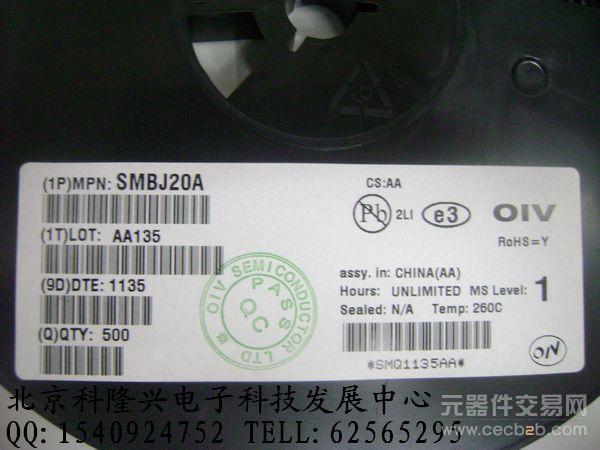 (1P)MPN: SMBJ20A
(1T)LOT: AA135
(9D)DTE: 1135
(Q)QTY: 500
OIV SEMICONDUCTOR LTD
PASS
QC
CS:AA
Pb 2LI e3 OIV
RoHS=Y
assy. in: CHINA(AA)
Hours: UNLIMITED MS Level: 1
Sealed: N/A Temp: 260C
*SMQ1135AA*
OIV
北京科隆兴电子科技发展中心
QQ: 1540924752 TELL: 62565295
元器件交易网
www.cecb2b.com